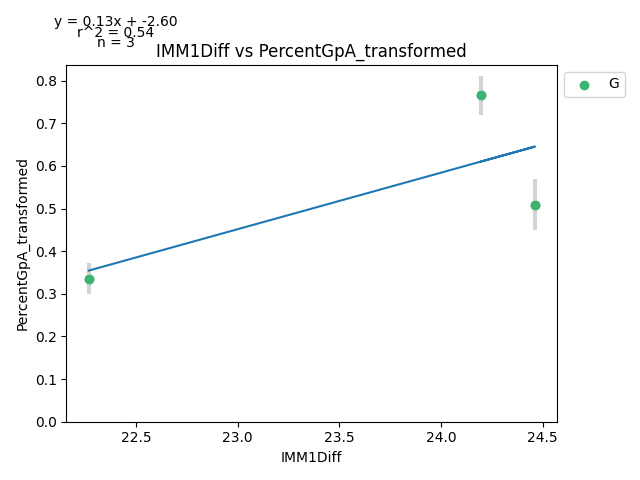 y = 0.13x + -2.60
r^2 = 0.54
n = 3
IMM1Diff vs PercentGpA_transformed
G
0.8
0.7
0.6
0.5
0.4
0.3
0.2
0.1
0.0
PercentGpA_transformed
22.5 23.0 23.5 24.0 24.5
IMM1Diff